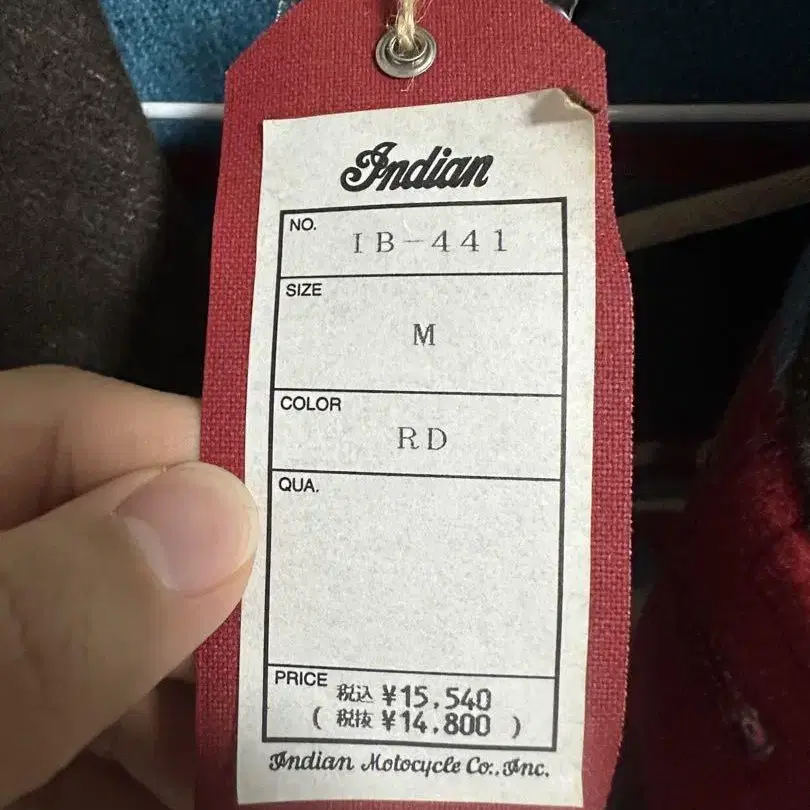 Indian
NO.
IB-441
SIZE
M
COLOR
RD
QUA.
PRICE
税込 ¥15,540
( 税抜 ¥14,800 )
Indian Motocycle Co., Inc.